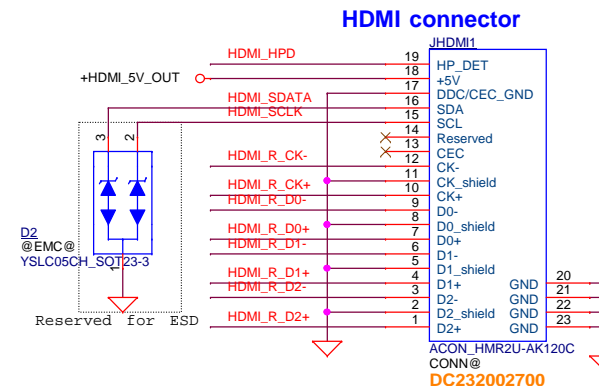 HDMI connector
JHDMI1
HDMI_HPD 19 HP_DET
+HDMI_5V_OUT 18 +5V
17 DDC/CEC_GND
HDMI_SDATA 16 SDA
HDMI_SCLK 15 SCL
14 Reserved
13 CEC
HDMI_R_CK- 12 CK-
11 CK_shield
HDMI_R_CK+ 10 CK+
HDMI_R_D0- 9 D0-
8 D0_shield
HDMI_R_D0+ 7 D0+
HDMI_R_D1- 6 D1-
5 D1_shield
HDMI_R_D1+ 4 D1+ GND 20
HDMI_R_D2- 3 D2- GND 21
2 D2_shield GND 22
HDMI_R_D2+ 1 D2+ GND 23
3 2
D2
@EMC@
YSLC05CH_SOT23-3
1
Reserved for ESD
ACON_HMR2U-AK120C
CONN@
DC232002700